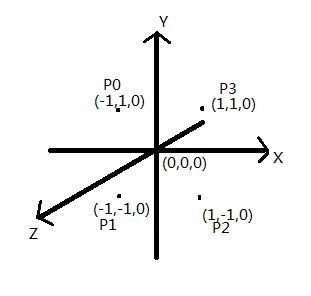 Y
P0
(-1,1,0)
P3
(1,1,0)
X
(0,0,0)
Z
(-1,-1,0)
P1
(1,-1,0)
P2